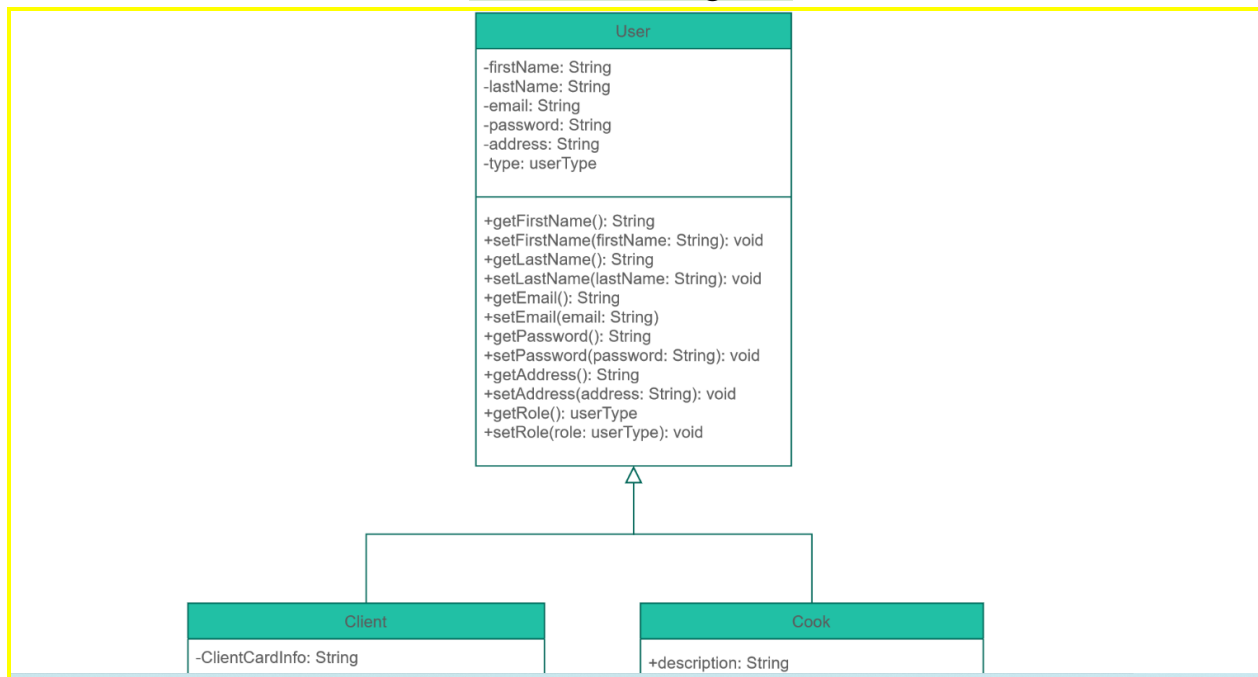 User
-firstName: String
-lastName: String
-email: String
-password: String
-address: String
-type: userType
+getFirstName(): String
+setFirstName(firstName: String): void
+getLastName(): String
+setLastName(lastName: String): void
+getEmail(): String
+setEmail(email: String)
+getPassword(): String
+setPassword(password: String): void
+getAddress(): String
+setAddress(address: String): void
+getRole(): userType
+setRole(role: userType): void
Client
-ClientCardInfo: String
Cook
+description: String